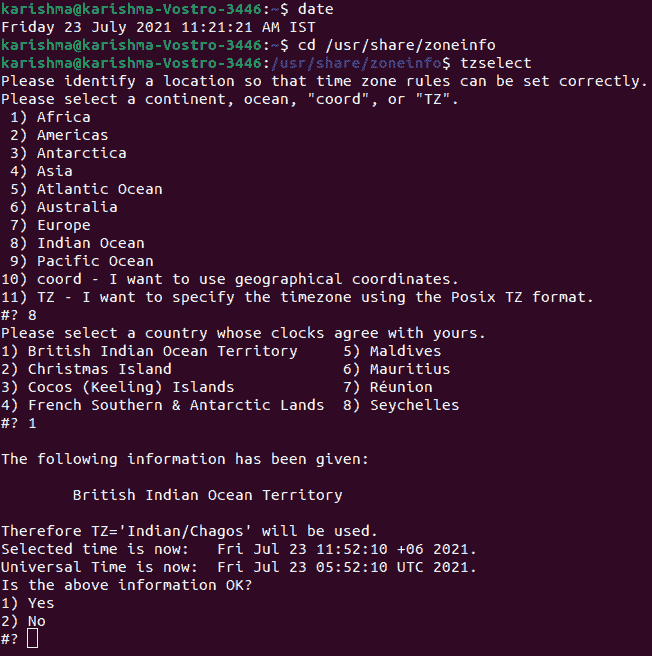 karishma@karishma-Vostro-3446:~$ date
Friday 23 July 2021 11:21:21 AM IST
karishma@karishma-Vostro-3446:~$ cd /usr/share/zoneinfo
karishma@karishma-Vostro-3446:/usr/share/zoneinfo$ tzselect
Please identify a location so that time zone rules can be set correctly.
Please select a continent, ocean, "coord", or "TZ".
 1) Africa
 2) Americas
 3) Antarctica
 4) Asia
 5) Atlantic Ocean
 6) Australia
 7) Europe
 8) Indian Ocean
 9) Pacific Ocean
10) coord - I want to use geographical coordinates.
11) TZ - I want to specify the timezone using the Posix TZ format.
#? 8
Please select a country whose clocks agree with yours.
1) British Indian Ocean Territory     5) Maldives
2) Christmas Island                   6) Mauritius
3) Cocos (Keeling) Islands            7) Réunion
4) French Southern & Antarctic Lands  8) Seychelles
#? 1

The following information has been given:

        British Indian Ocean Territory

Therefore TZ='Indian/Chagos' will be used.
Selected time is now:   Fri Jul 23 11:52:10 +06 2021.
Universal Time is now:  Fri Jul 23 05:52:10 UTC 2021.
Is the above information OK?
1) Yes
2) No
#?